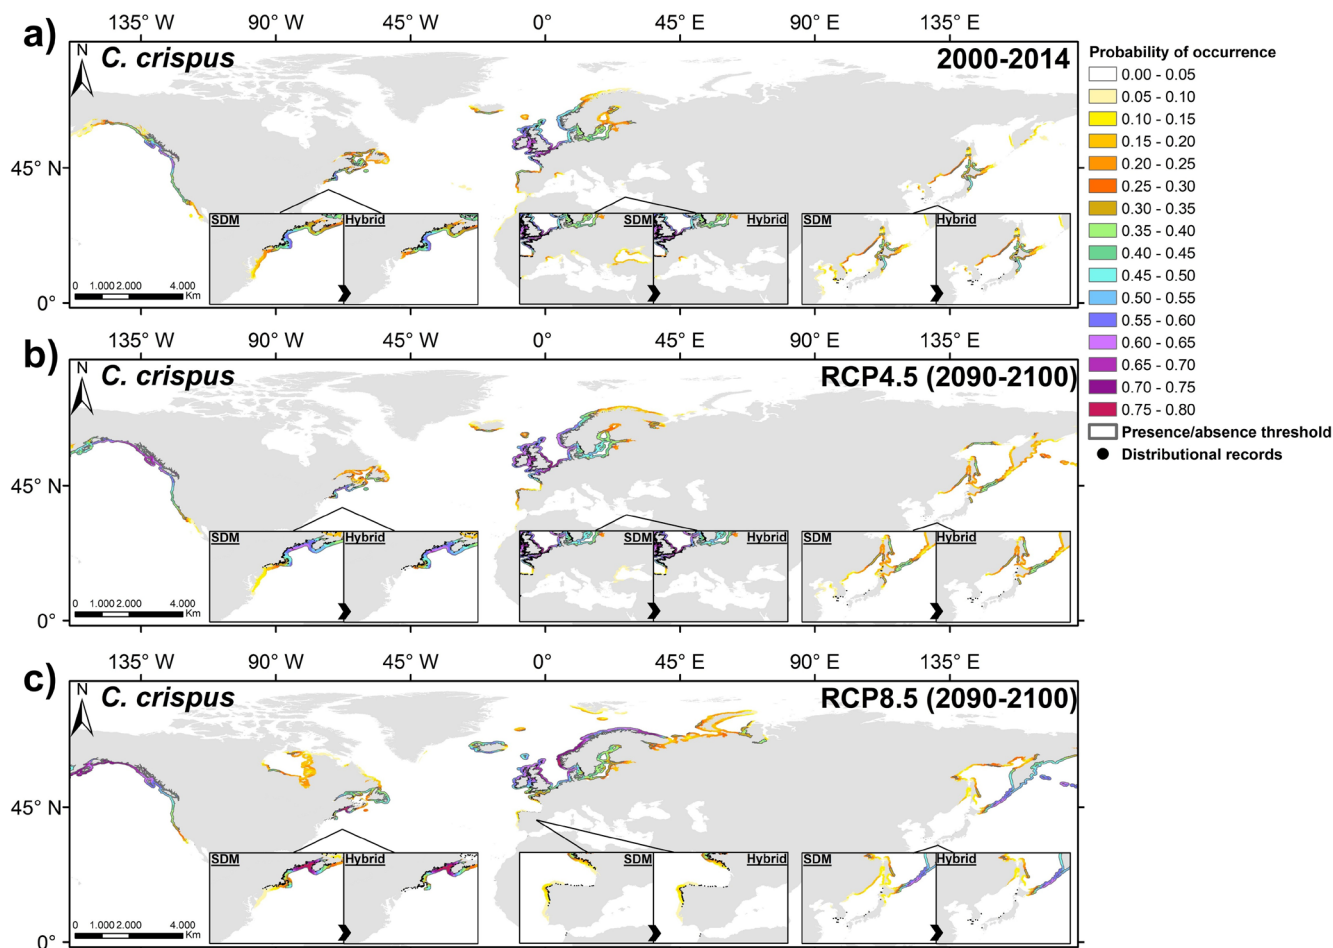 135° W 90° W 45° W 0° 45° E 90° E 135° E
a)
N
C. crispus
2000-2014
45° N
0°
SDM
Hybrid
SDM
Hybrid
SDM
Hybrid
0 1.000 2.000 4.000
Km
Probability of occurrence
0.00 - 0.05
0.05 - 0.10
0.10 - 0.15
0.15 - 0.20
0.20 - 0.25
0.25 - 0.30
0.30 - 0.35
0.35 - 0.40
0.40 - 0.45
0.45 - 0.50
0.50 - 0.55
0.55 - 0.60
0.60 - 0.65
0.65 - 0.70
0.70 - 0.75
0.75 - 0.80
Presence/absence threshold
Distributional records
135° W 90° W 45° W 0° 45° E 90° E 135° E
b)
N
C. crispus
RCP4.5 (2090-2100)
45° N
0°
SDM
Hybrid
SDM
Hybrid
SDM
Hybrid
0 1.000 2.000 4.000
Km
135° W 90° W 45° W 0° 45° E 90° E 135° E
c)
N
C. crispus
RCP8.5 (2090-2100)
45° N
0°
SDM
Hybrid
SDM
Hybrid
SDM
Hybrid
0 1.000 2.000 4.000
Km